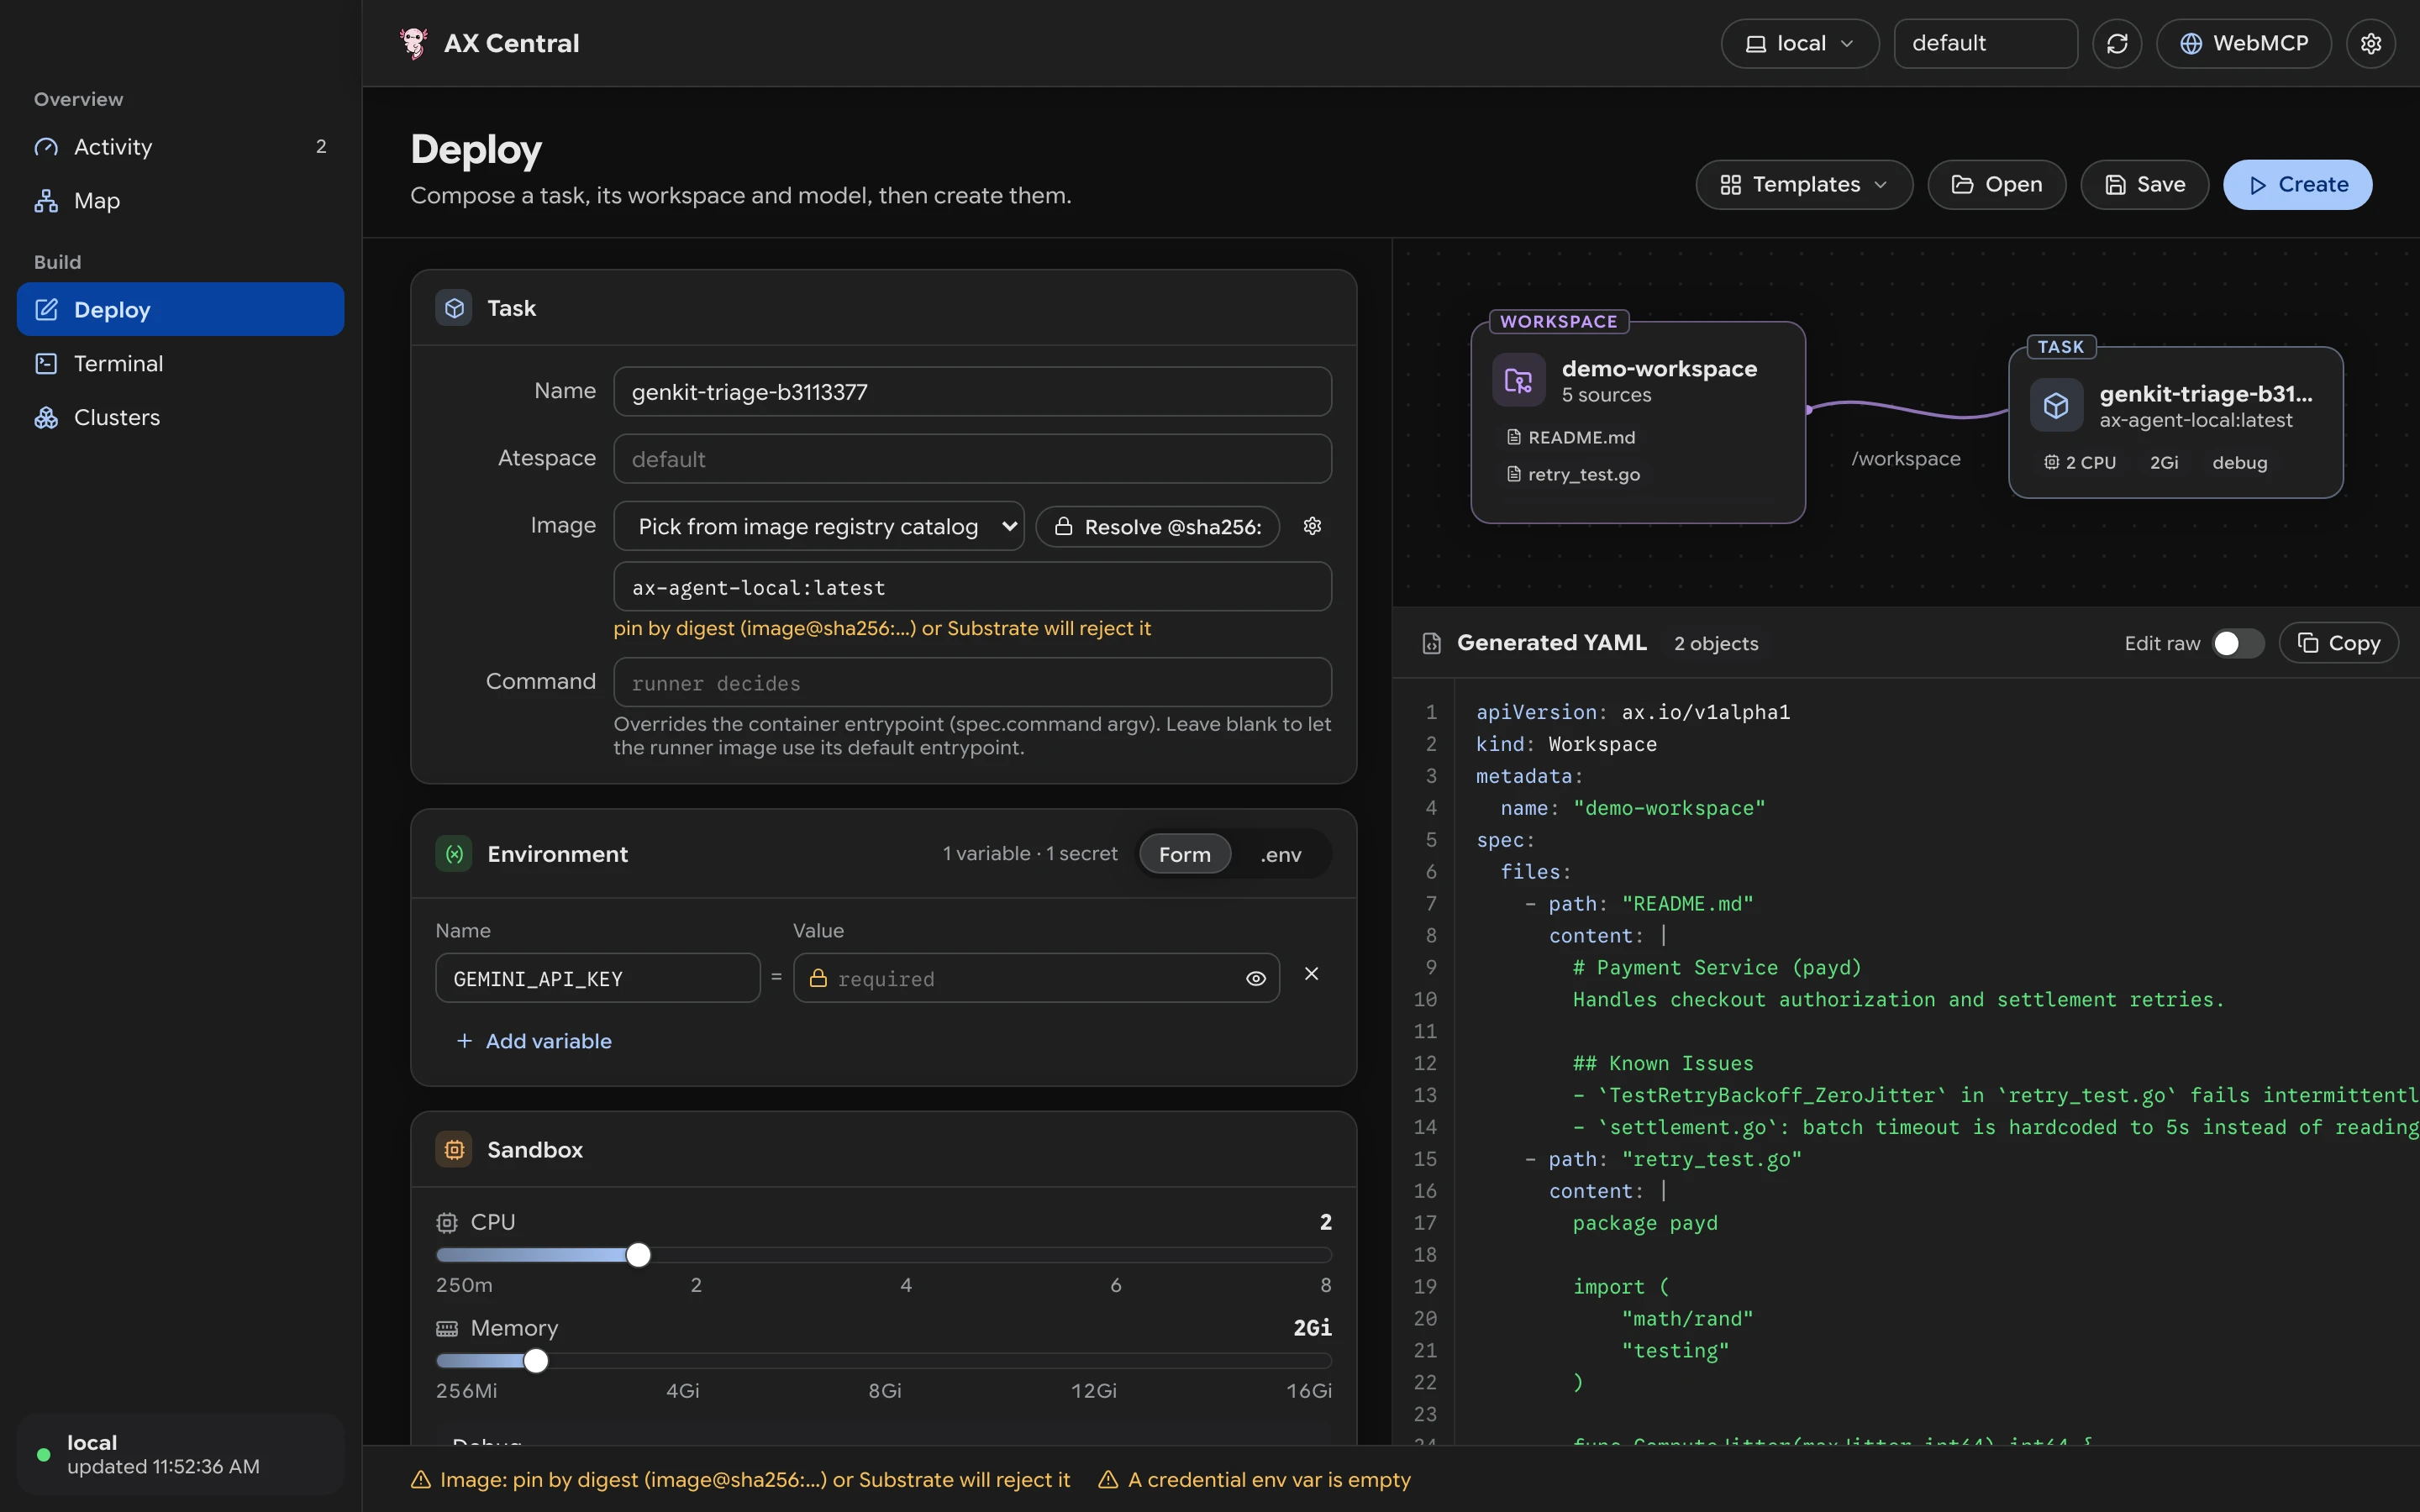 AX Central
local
default
WebMCP
Overview
Activity 2
Map
Build
Deploy
Terminal
Clusters
local
updated 11:52:36 AM
Deploy
Compose a task, its workspace and model, then create them.
Templates
Open
Save
Create
Task
Name genkit-triage-b3113377
Atespace default
Image Pick from image registry catalog Resolve @sha256:
ax-agent-local:latest
pin by digest (image@sha256:...) or Substrate will reject it
Command runner decides
Overrides the container entrypoint (spec.command argv). Leave blank to let
the runner image use its default entrypoint.
Environment 1 variable · 1 secret Form .env
Name Value
GEMINI_API_KEY = required
+ Add variable
Sandbox
CPU 2
250m 2 4 6 8
Memory 2Gi
256Mi 4Gi 8Gi 12Gi 16Gi
WORKSPACE
demo-workspace
5 sources
README.md
retry_test.go
/workspace
TASK
genkit-triage-b31...
ax-agent-local:latest
2 CPU 2Gi debug
Generated YAML 2 objects Edit raw Copy
1 apiVersion: ax.io/v1alpha1
2 kind: Workspace
3 metadata:
4 name: "demo-workspace"
5 spec:
6 files:
7 - path: "README.md"
8 content: |
9 # Payment Service (payd)
10 Handles checkout authorization and settlement retries.
11
12 ## Known Issues
13 - `TestRetryBackoff_ZeroJitter` in `retry_test.go` fails intermittentl
14 - `settlement.go`: batch timeout is hardcoded to 5s instead of reading
15 - path: "retry_test.go"
16 content: |
17 package payd
18
19 import (
20 "math/rand"
21 "testing"
22 )
23
Image: pin by digest (image@sha256:...) or Substrate will reject it
A credential env var is empty